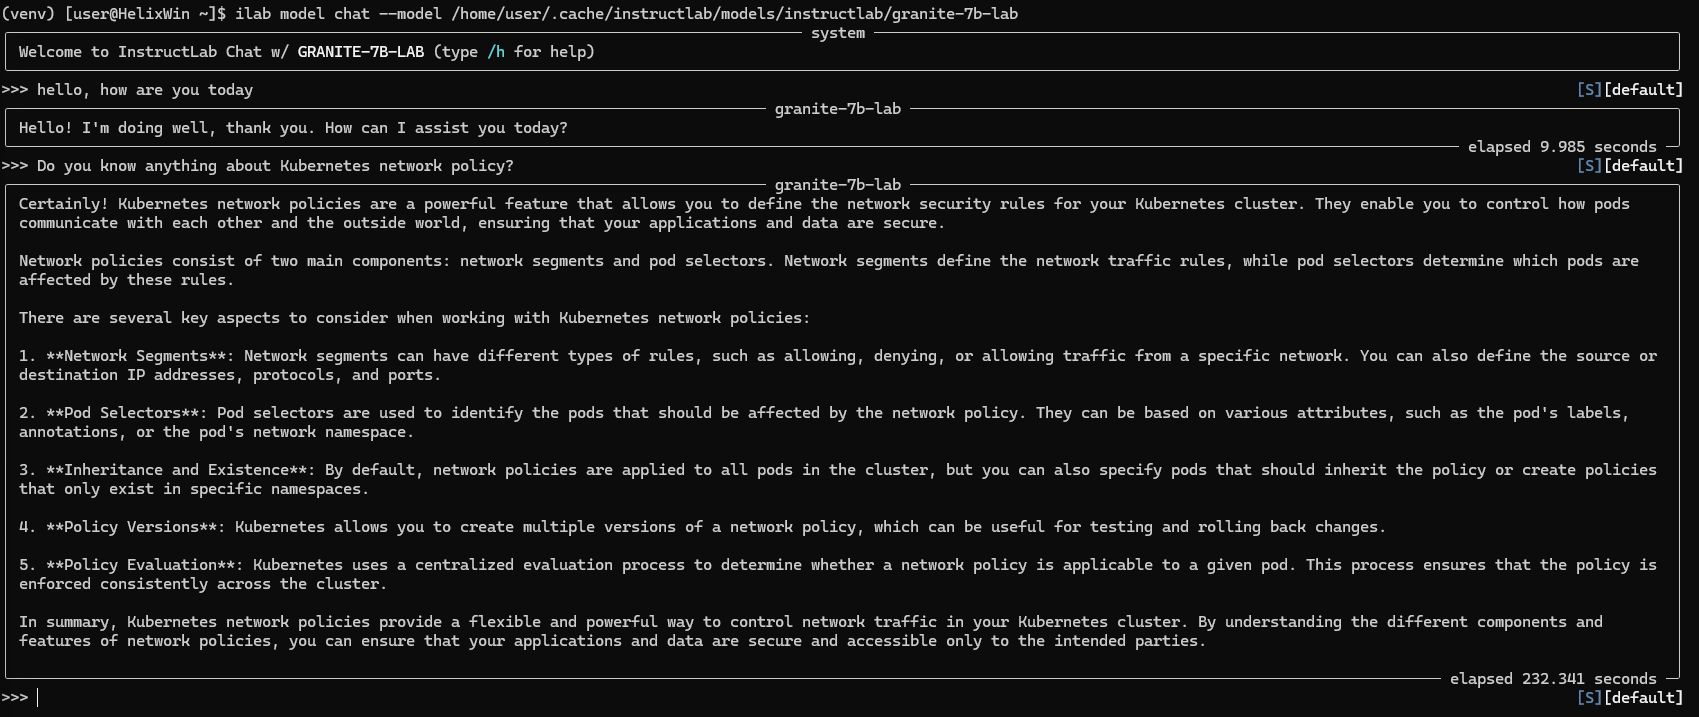 (venv) [user@HelixWin ~]$ ilab model chat --model /home/user/.cache/instructlab/models/instructlab/granite-7b-lab
system
Welcome to InstructLab Chat w/ GRANITE-7B-LAB (type /h for help)
>>> hello, how are you today [S][default]
granite-7b-lab
Hello! I'm doing well, thank you. How can I assist you today?
elapsed 9.985 seconds
>>> Do you know anything about Kubernetes network policy? [S][default]
granite-7b-lab
Certainly! Kubernetes network policies are a powerful feature that allows you to define the network security rules for your Kubernetes cluster. They enable you to control how pods
communicate with each other and the outside world, ensuring that your applications and data are secure.
Network policies consist of two main components: network segments and pod selectors. Network segments define the network traffic rules, while pod selectors determine which pods are
affected by these rules.
There are several key aspects to consider when working with Kubernetes network policies:
1. **Network Segments**: Network segments can have different types of rules, such as allowing, denying, or allowing traffic from a specific network. You can also define the source or
destination IP addresses, protocols, and ports.
2. **Pod Selectors**: Pod selectors are used to identify the pods that should be affected by the network policy. They can be based on various attributes, such as the pod's labels,
annotations, or the pod's network namespace.
3. **Inheritance and Existence**: By default, network policies are applied to all pods in the cluster, but you can also specify pods that should inherit the policy or create policies
that only exist in specific namespaces.
4. **Policy Versions**: Kubernetes allows you to create multiple versions of a network policy, which can be useful for testing and rolling back changes.
5. **Policy Evaluation**: Kubernetes uses a centralized evaluation process to determine whether a network policy is applicable to a given pod. This process ensures that the policy is
enforced consistently across the cluster.
In summary, Kubernetes network policies provide a flexible and powerful way to control network traffic in your Kubernetes cluster. By understanding the different components and
features of network policies, you can ensure that your applications and data are secure and accessible only to the intended parties.
elapsed 232.341 seconds
>>> [S][default]